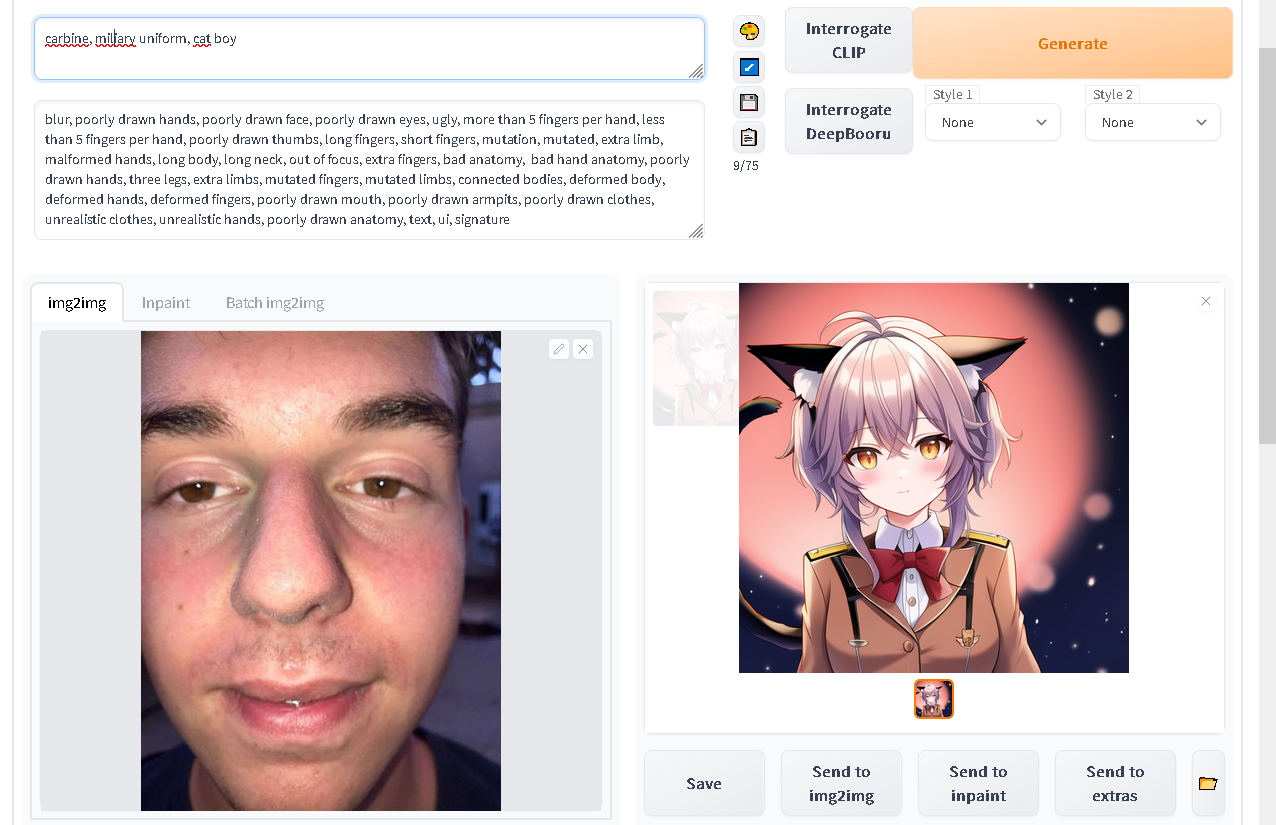 carbine, military uniform, cat boy
Interrogate
CLIP
Generate
blur, poorly drawn hands, poorly drawn face, poorly drawn eyes, ugly, more than 5 fingers per hand, less
than 5 fingers per hand, poorly drawn thumbs, long fingers, short fingers, mutation, mutated, extra limb,
malformed hands, long body, long neck, out of focus, extra fingers, bad anatomy,  bad hand anatomy, poorly
drawn hands, three legs, extra limbs, mutated fingers, mutated limbs, connected bodies, deformed body,
deformed hands, deformed fingers, poorly drawn mouth, poorly drawn armpits, poorly drawn clothes,
unrealistic clothes, unrealistic hands, poorly drawn anatomy, text, ui, signature
9/75
Interrogate
DeepBooru
Style 1
Style 2
None
None
img2img
Inpaint
Batch img2img
Save
Send to
img2img
Send to
inpaint
Send to
extras